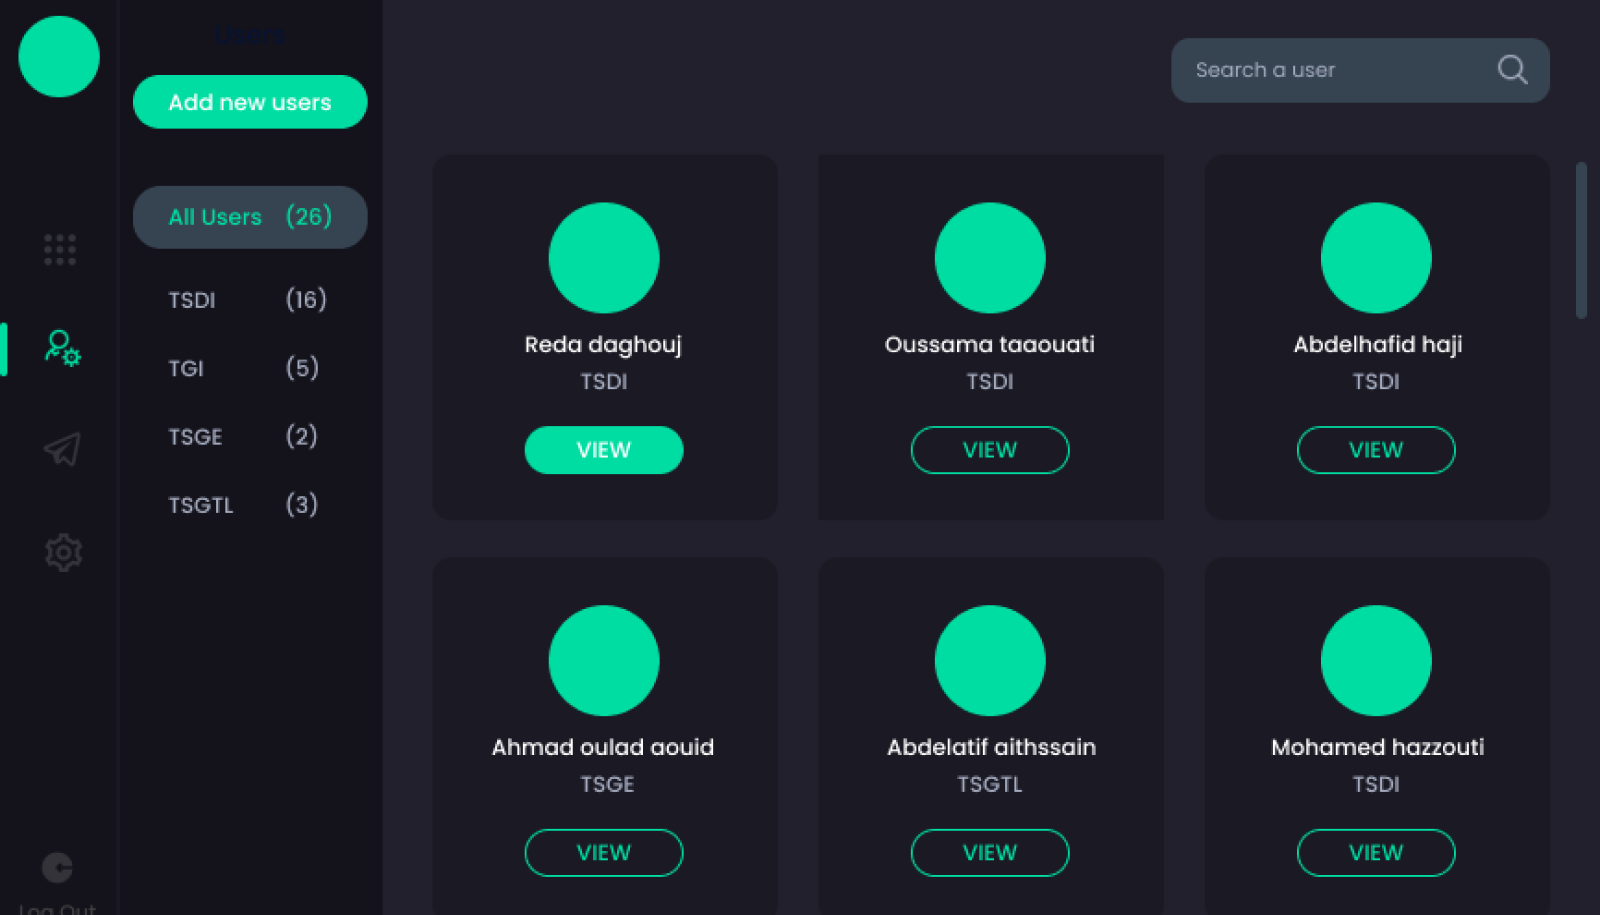 Users
Add new users
All Users (26)
TSDI (16)
TGI (5)
TSGE (2)
TSGTL (3)
Log Out
Search a user
Reda daghouj
TSDI
VIEW
Oussama taaouati
TSDI
VIEW
Abdelhafid haji
TSDI
VIEW
Ahmad oulad aouid
TSGE
VIEW
Abdelatif aithssain
TSGTL
VIEW
Mohamed hazzouti
TSDI
VIEW